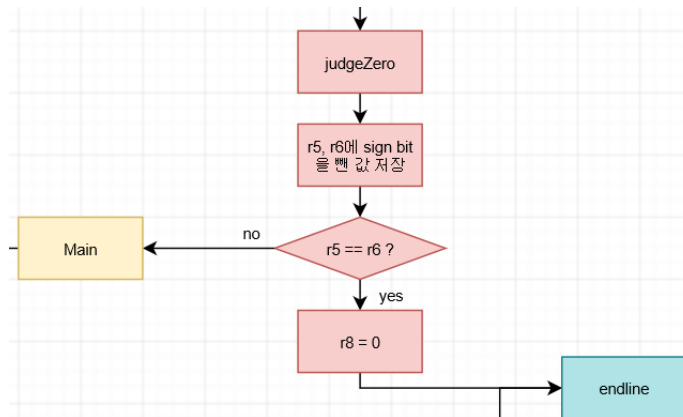 judgeZero
r5, r6에 sign bit
을 뺀 값 저장
no
Main
r5 == r6 ?
yes
r8 = 0
endline